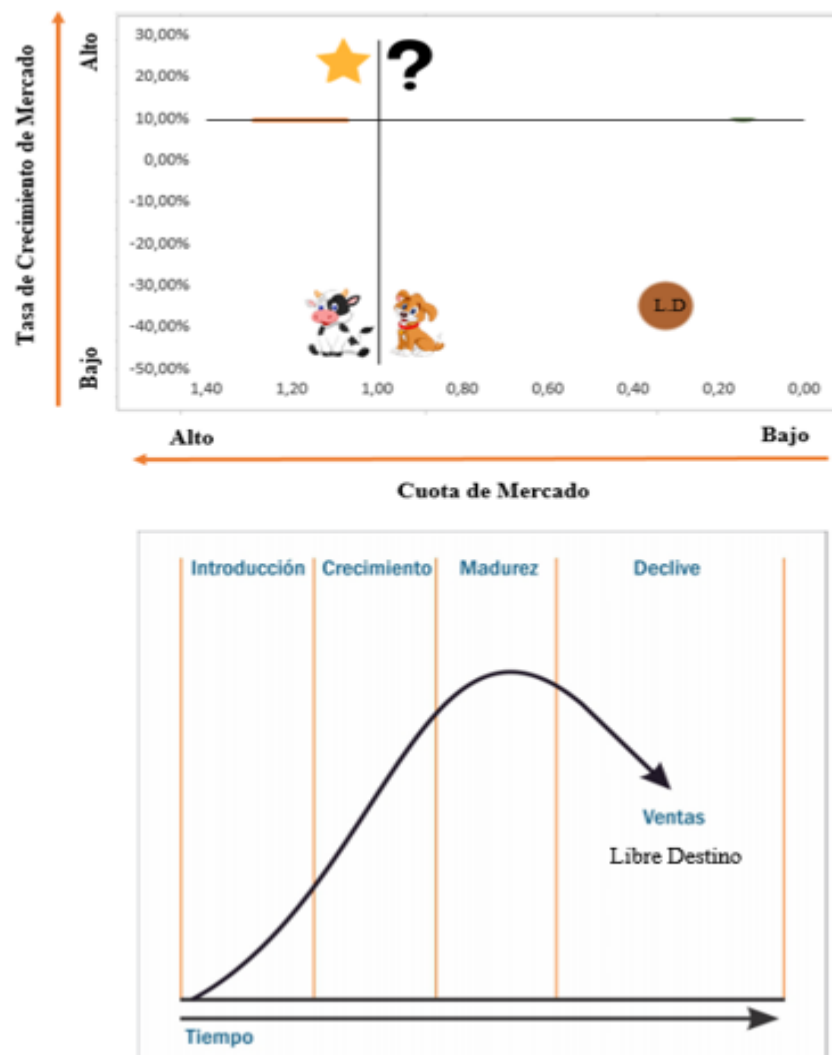 Tasa de Crecimiento de Mercado
Alto
Bajo
30,00%
20,00%
10,00%
0,00%
-10,00%
-20,00%
-30,00%
-40,00%
-50,00%
?
L.D
1,40 1,20 1,00 0,80 0,60 0,40 0,20 0,00
Alto Bajo
Cuota de Mercado
Introducción Crecimiento Madurez Declive
Ventas
Libre Destino
Tiempo